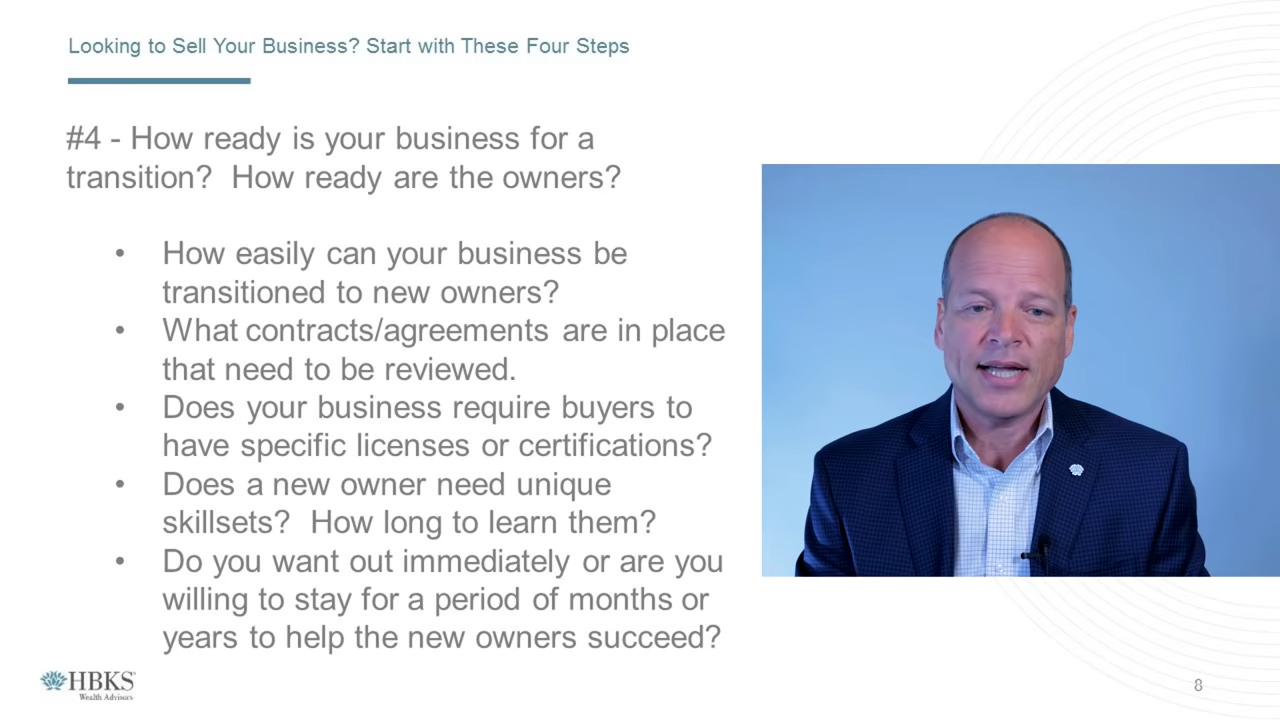 Looking to Sell Your Business? Start with These Four Steps
#4 - How ready is your business for a
transition?  How ready are the owners?
• How easily can your business be
transitioned to new owners?
• What contracts/agreements are in place
that need to be reviewed.
• Does your business require buyers to
have specific licenses or certifications?
• Does a new owner need unique
skillsets?  How long to learn them?
• Do you want out immediately or are you
willing to stay for a period of months or
years to help the new owners succeed?
HBKS
Wealth Advisors
8